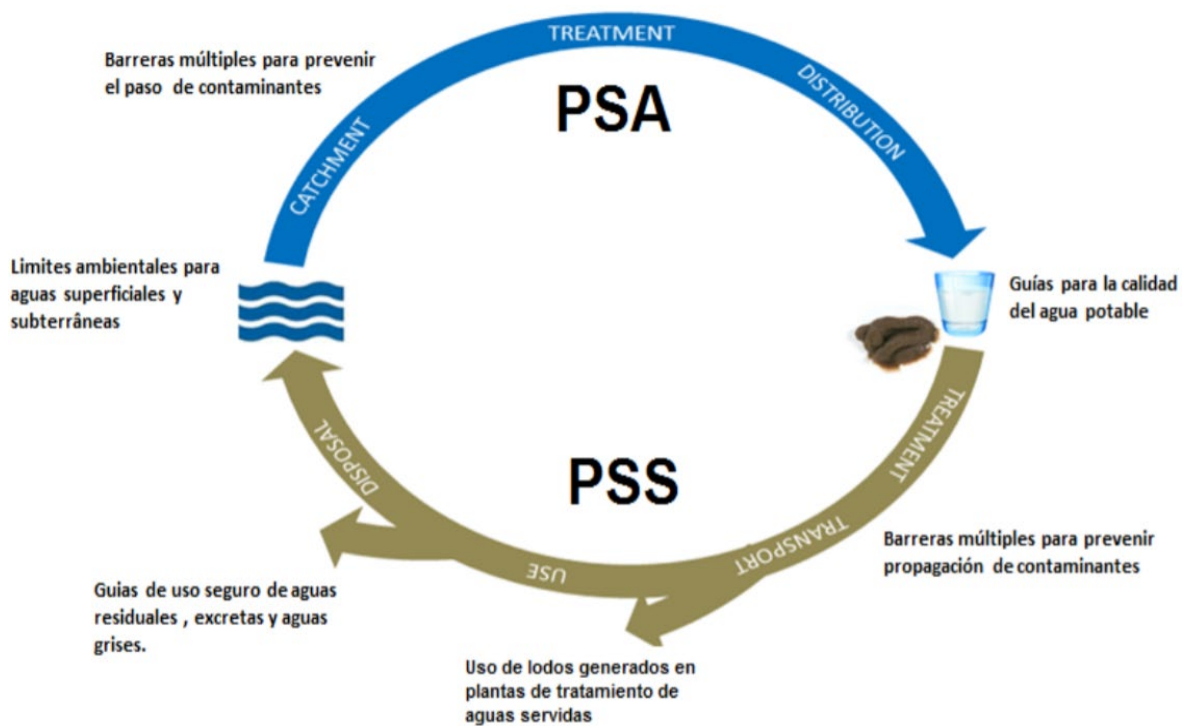 TREATMENT
Barreras múltiples para prevenir
el paso de contaminantes
PSA
DISTRIBUTION
CATCHMENT
Limites ambientales para
aguas superficiales y
subterrâneas
Guías para la calidad
del agua potable
TREATMENT
PSS
DISPOSAL
TRANSPORT
USE
Barreras múltiples para prevenir
propagación de contaminantes
Guias de uso seguro de aguas
residuales , excretas y aguas
grises.
Uso de lodos generados en
plantas de tratamiento de
aguas servidas